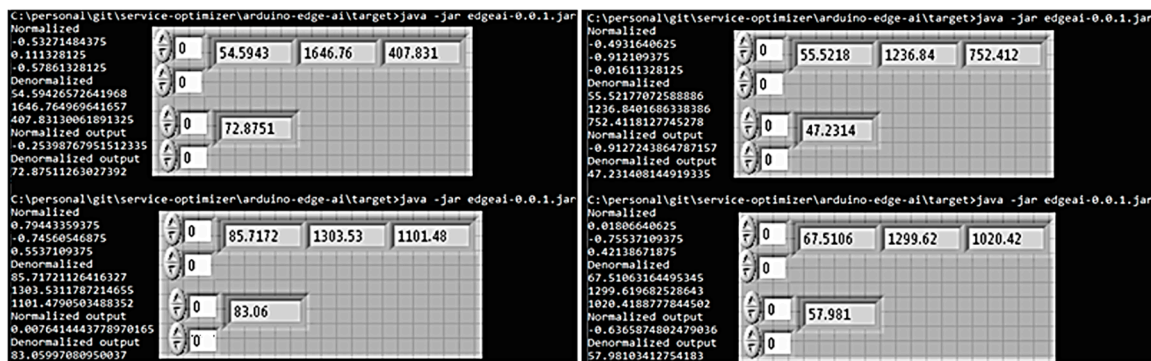 C:\personal\git\service-optimizer\arduino-edge-ai\target>java -jar edgeai-0.0.1.jar
Normalized
-0.53271484375
0.111328125
-0.57861328125
Denormalized
54.59426572641968
1646.764969641657
407.83130061891325
Normalized output
-0.25398767951512335
Denormalized output
72.87511263027392
0 54.5943 1646.76 407.831
0
0 72.8751
0
C:\personal\git\service-optimizer\arduino-edge-ai\target>java -jar edgeai-0.0.1.jar
Normalized
-0.4931640625
-0.912109375
-0.01611328125
Denormalized
55.52177072588886
1236.8401686338386
752.4118127745278
Normalized output
-0.9127243864787157
Denormalized output
47.231408144919335
0 55.5218 1236.84 752.412
0
0 47.2314
0
C:\personal\git\service-optimizer\arduino-edge-ai\target>java -jar edgeai-0.0.1.jar
Normalized
0.79443359375
-0.74560546875
0.5537109375
Denormalized
85.71721126416327
1303.5311787214655
1101.4790503488352
Normalized output
0.0076414443778970165
Denormalized output
83.05997080950037
0 85.7172 1303.53 1101.48
0
0 83.06
0
C:\personal\git\service-optimizer\arduino-edge-ai\target>java -jar edgeai-0.0.1.jar
Normalized
0.01806640625
-0.75537109375
0.42138671875
Denormalized
67.51063164495345
1299.619682528643
1020.4188777844502
Normalized output
-0.6365874802479036
Denormalized output
57.98103412754183
0 67.5106 1299.62 1020.42
0
0 57.981
0